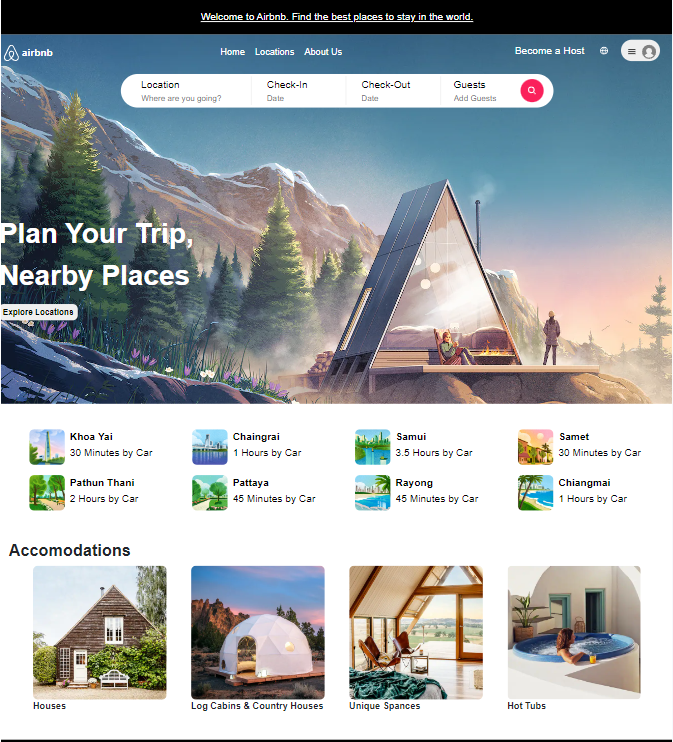 Welcome to Airbnb. Find the best places to stay in the world.
airbnb Home Locations About Us Become a Host
Location Check-In Check-Out Guests
Where are you going? Date Date Add Guests
Plan Your Trip,
Nearby Places
Explore Locations
Khoa Yai Chaingrai Samui Samet
30 Minutes by Car 1 Hours by Car 3.5 Hours by Car 30 Minutes by Car
Pathun Thani Pattaya Rayong Chiangmai
2 Hours by Car 45 Minutes by Car 45 Minutes by Car 1 Hours by Car
Accomodations
Houses Log Cabins & Country Houses Unique Spances Hot Tubs